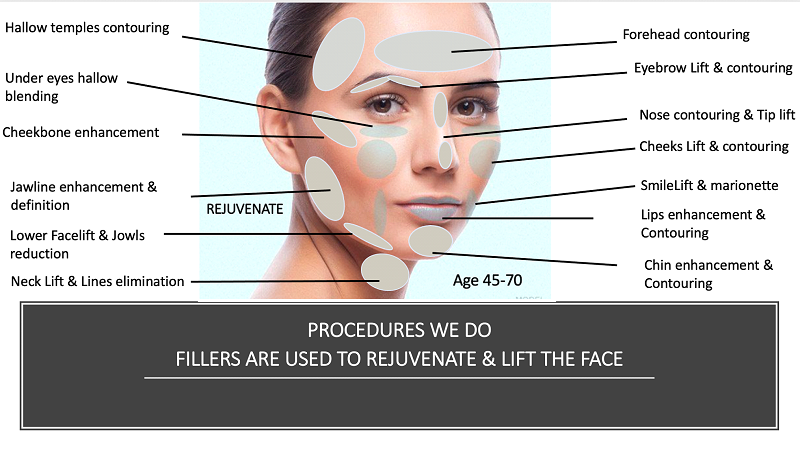 Hallow temples contouring
Under eyes hallow
blending
Cheekbone enhancement
Jawline enhancement &
definition
Lower Facelift & Jowls
reduction
Neck Lift & Lines elimination
REJUVENATE
Age 45-70
Forehead contouring
Eyebrow Lift & contouring
Nose contouring & Tip lift
Cheeks Lift & contouring
SmileLift & marionette
Lips enhancement &
Contouring
Chin enhancement &
Contouring
PROCEDURES WE DO
FILLERS ARE USED TO REJUVENATE & LIFT THE FACE